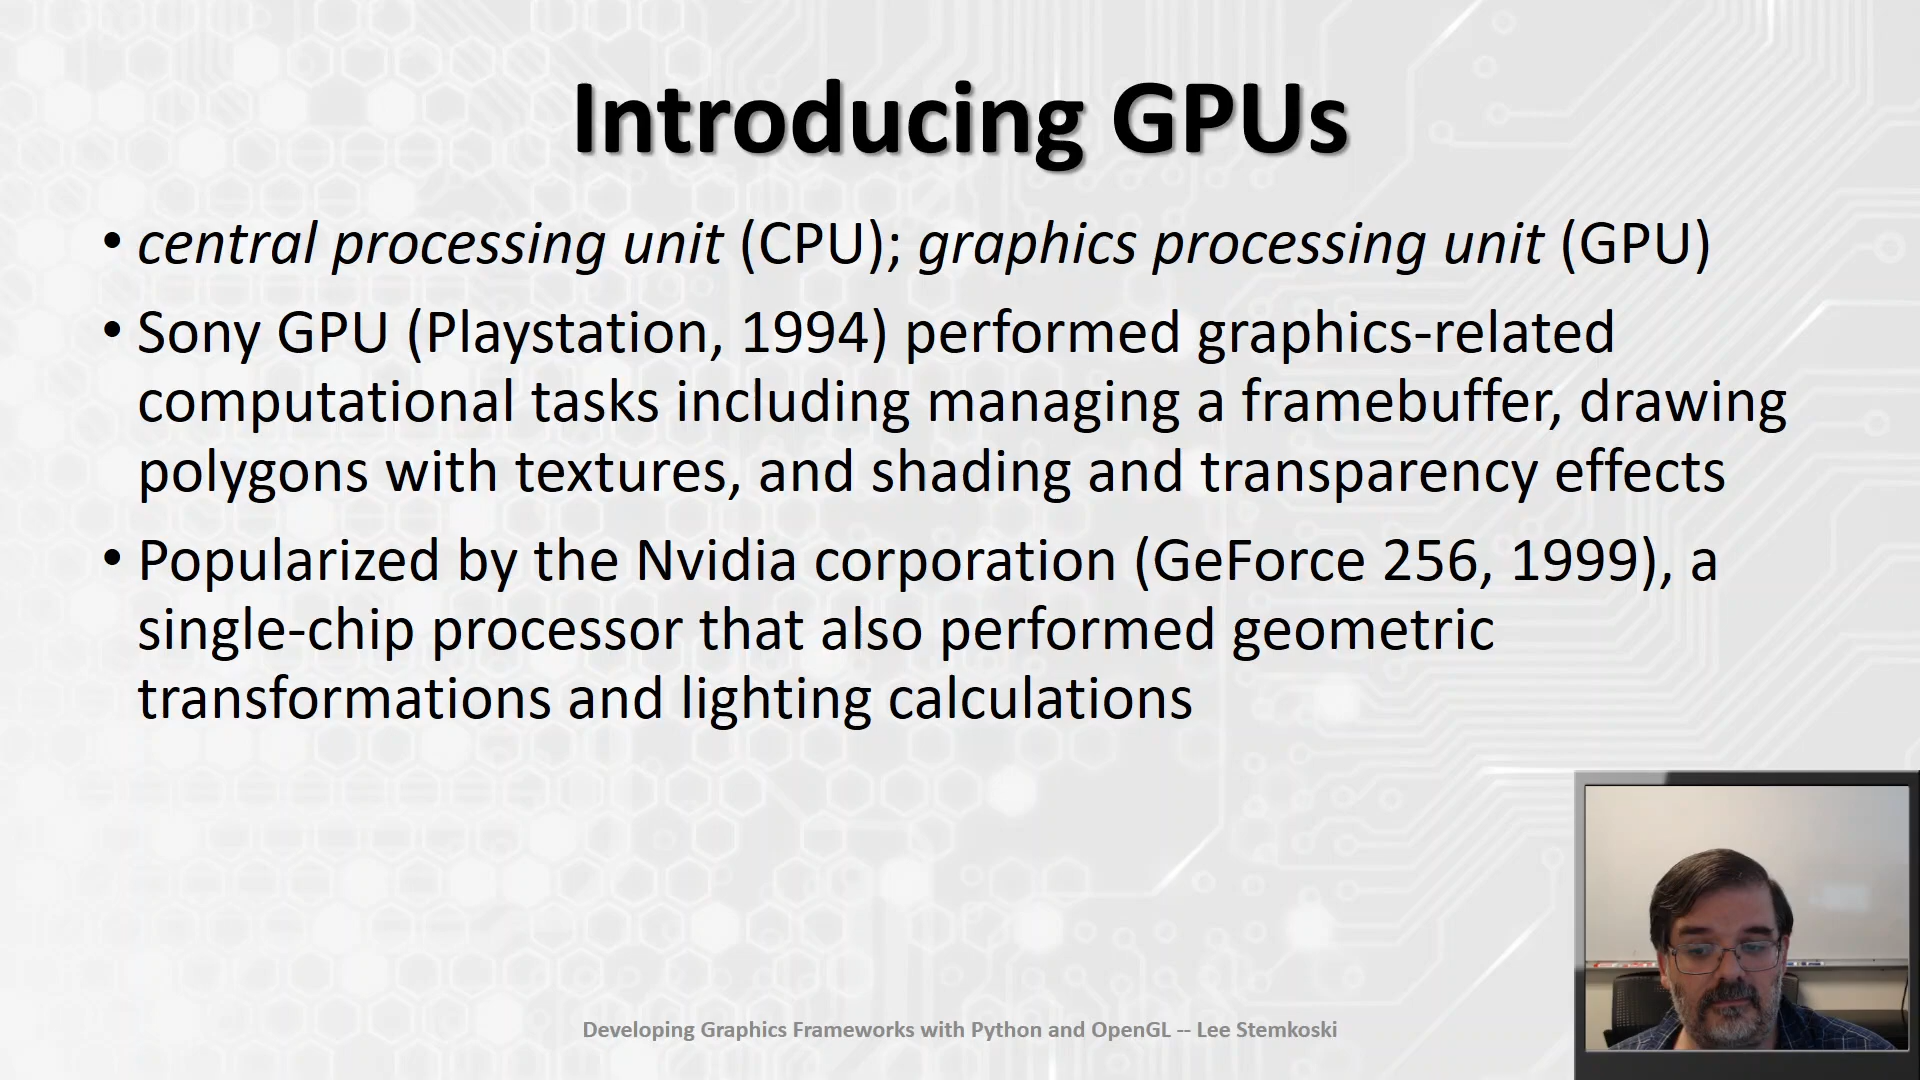 Introducing GPUs
• central processing unit (CPU); graphics processing unit (GPU)
• Sony GPU (Playstation, 1994) performed graphics-related
computational tasks including managing a framebuffer, drawing
polygons with textures, and shading and transparency effects
• Popularized by the Nvidia corporation (GeForce 256, 1999), a
single-chip processor that also performed geometric
transformations and lighting calculations
Developing Graphics Frameworks with Python and OpenGL -- Lee Stemkoski